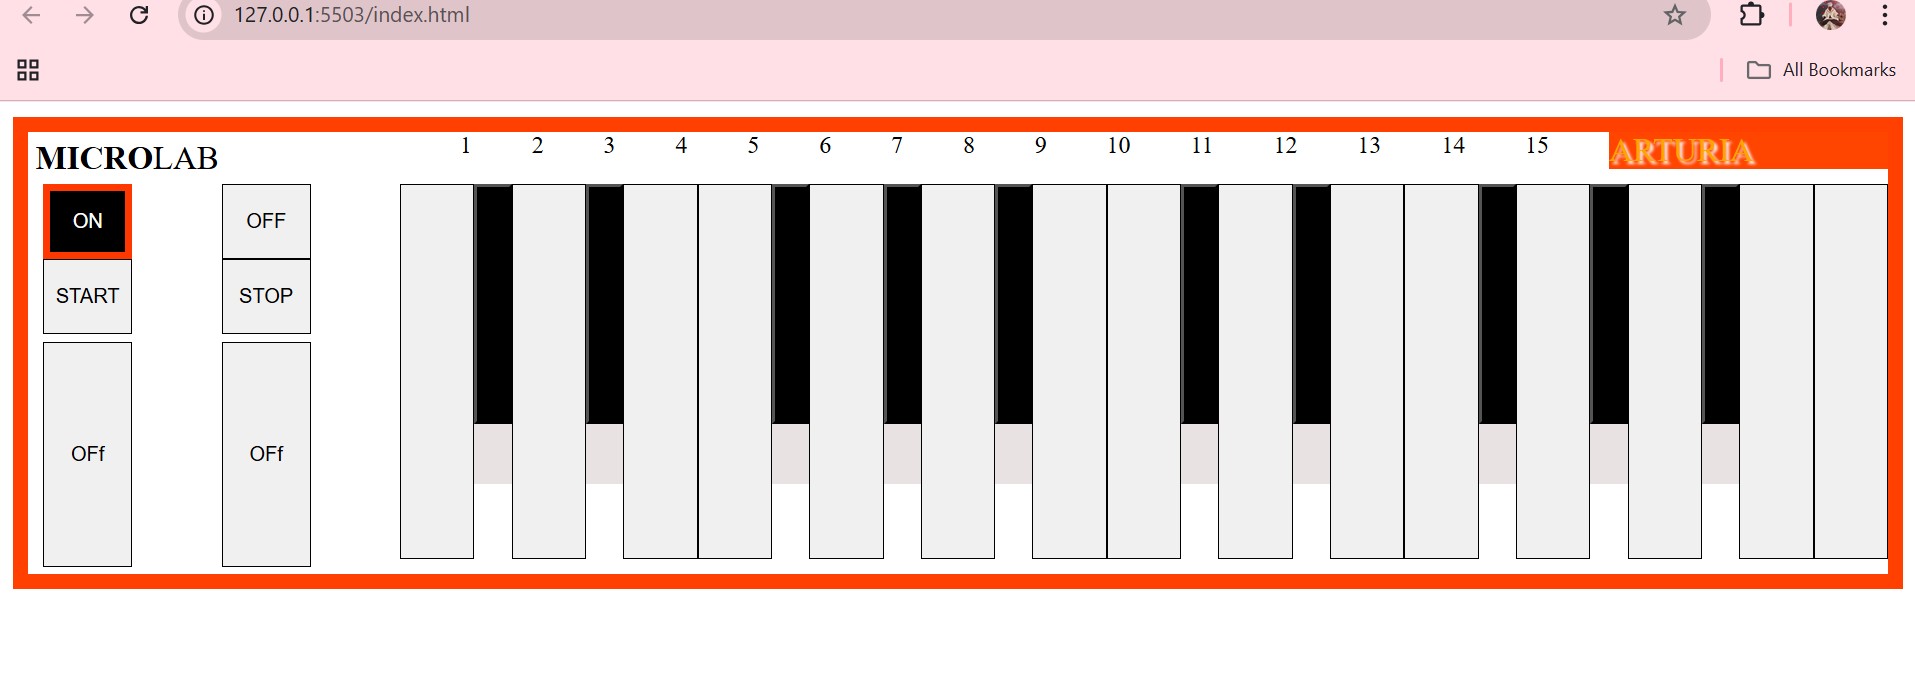 127.0.0.1:5503/index.html
All Bookmarks
MICROLAB 1 2 3 4 5 6 7 8 9 10 11 12 13 14 15 ARTURIA
ON OFF
START STOP
OFf OFf